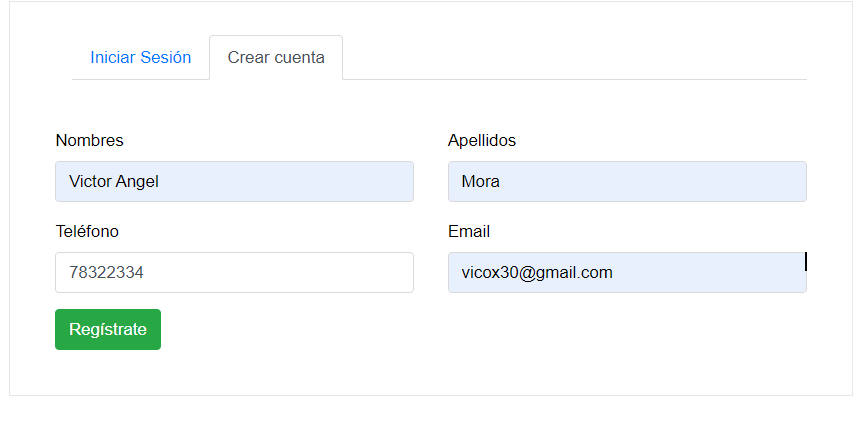 Iniciar Sesión Crear cuenta
Nombres Apellidos
Victor Angel Mora
Teléfono Email
78322334 vicox30@gmail.com
Regístrate